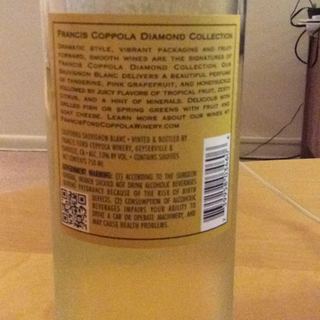 FRANCIS COPPOLA DIAMOND COLLECTION
DRAMATIC STYLE, VIBRANT PACKAGING AND FRUIT
FORWARD, SMOOTH WINES ARE THE SIGNATURES OF
FRANCIS COPPOLA DIAMOND COLLECTION. OUR
SAUVIGNON BLANC DELIVERS A BEAUTIFUL PERFUME
OF TANGERINE, PINK GRAPEFRUIT, AND HONEYSUCKLE
FOLLOWED BY JUICY FLAVORS OF TROPICAL FRUIT, ZESTY
CITRUS, AND A HINT OF MINERALS. DELICIOUS WITH
OR SPRING GREENS WITH FRUIT AND
GOAT CHEESE. LEARN MORE ABOUT OUR WINES AT
WWW.FRANCISFORDCOPPOLAWINERY.COM.
CALIFORNIA SAUVIGNON BLANC • VINTED & BOTTLED BY
FRANCIS FORD COPPOLA WINERY, GEYSERVILLE &
CA • BY VOLUME • CONTAINS SULFITES
750 ML
GOVERNMENT WARNING: (1) ACCORDING TO THE SURGEON
GENERAL, WOMEN SHOULD NOT DRINK ALCOHOLIC BEVERAGES
DURING PREGNANCY BECAUSE OF THE RISK OF BIRTH
DEFECTS. (2) CONSUMPTION OF ALCOHOLIC
BEVERAGES IMPAIRS YOUR ABILITY TO
DRIVE A CAR OR OPERATE MACHINERY, AND
MAY CAUSE HEALTH PROBLEMS.